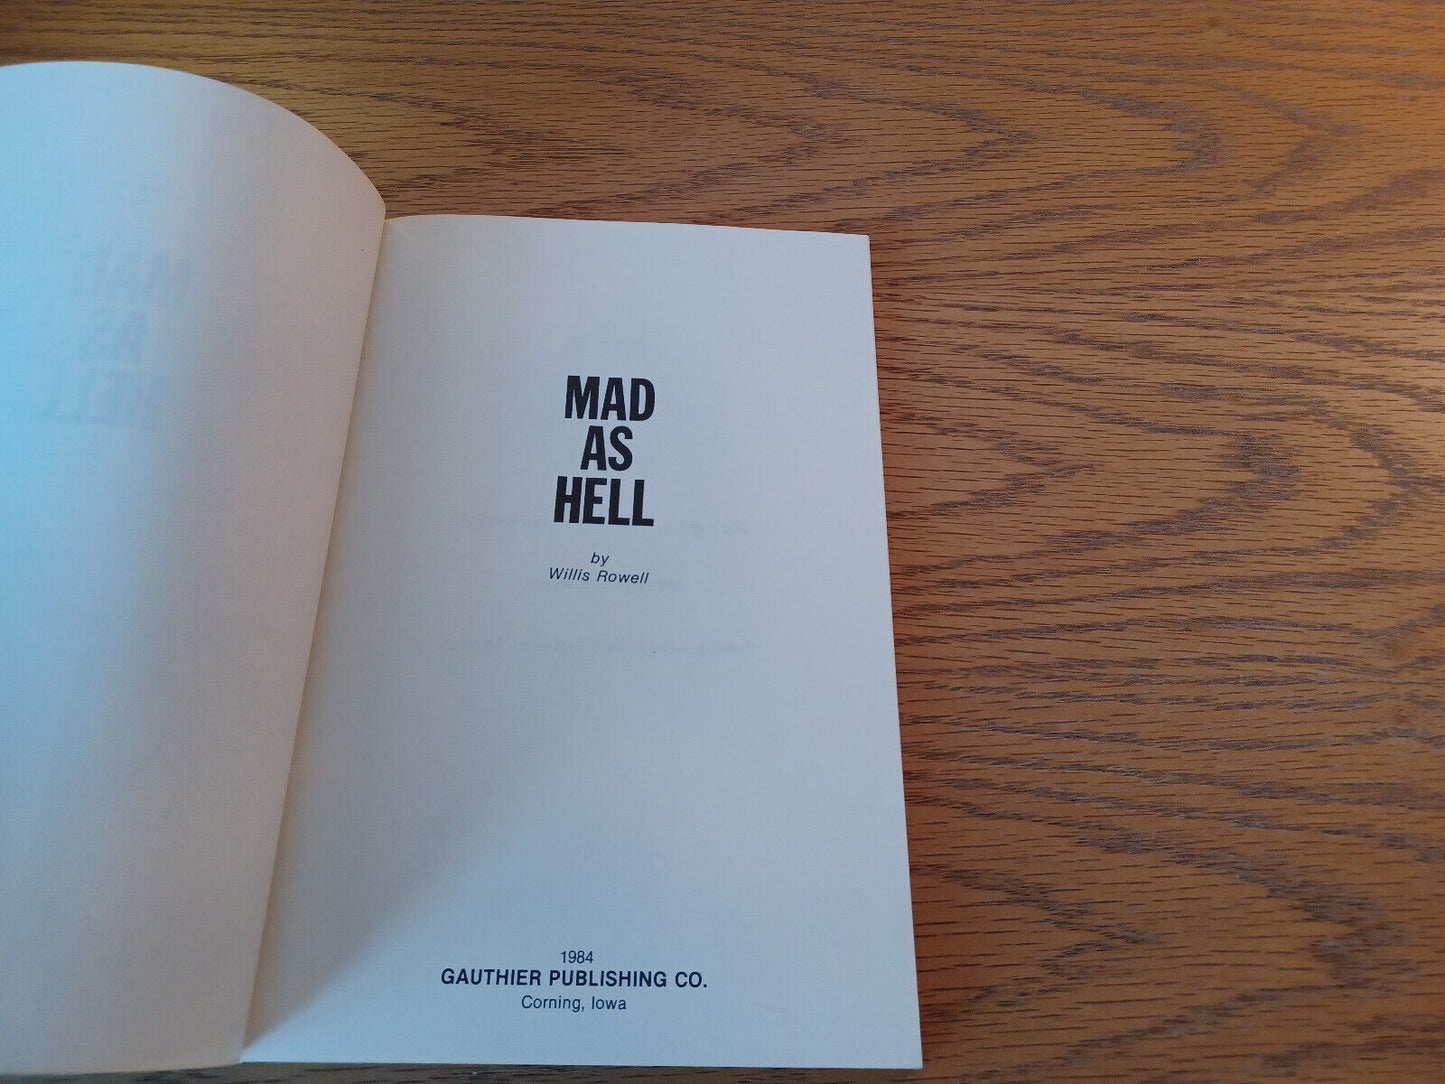 MAD
AS
HELL
by
Willis Rowell
1984
GAUTHIER PUBLISHING CO.
Corning, Iowa